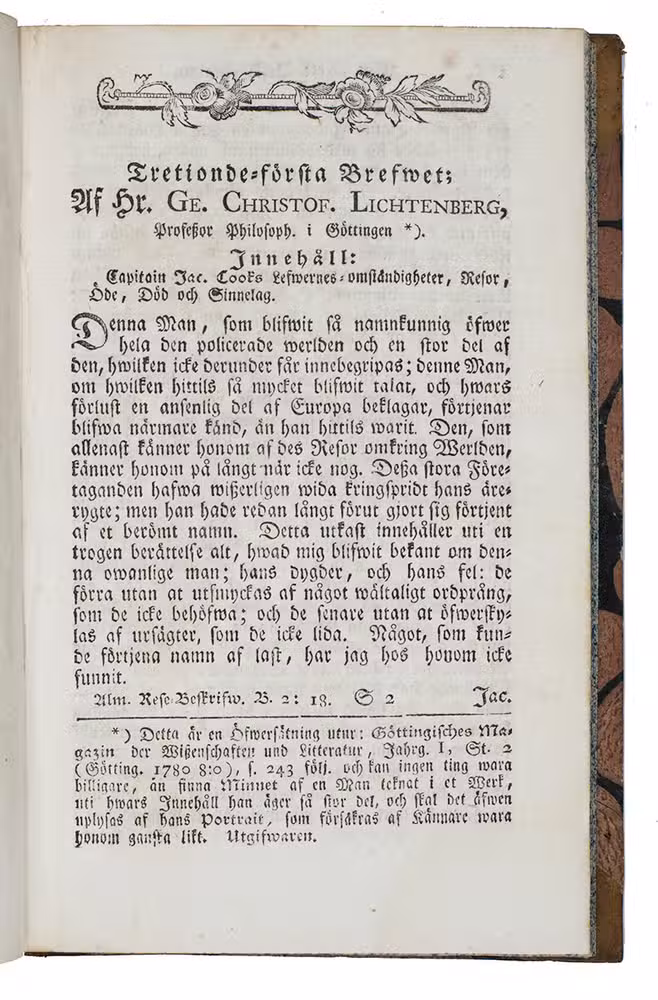 Tretionde-första Brefwet;
Af Hr. GE. CHRISTOF. LICHTENBERG,
Profeßor Philosoph. i Göttingen *).
Innehåll:
Capitain Jac. Cooks Lefwernes-omständigheter, Resor,
Öde, Död och Sinnelag.
Denna Man, som blifwit så namnkunnig öfwer
hela den policerade werlden och en stor del af
den, hwilken icke derunder får innebegripas; denne Man,
om hwilken hittils så mycket blifwit talat, och hwars
förlust en ansenlig del af Europa beklagar, förtjenar
blifwa närmare känd, än han hittils warit. Den, som
allenast känner honom af des Resor omkring Werlden,
känner honom på långt när icke nog. Deßa stora Före-
taganden hafwa wißerligen wida kringspridt hans äre-
rygte; men han hade redan långt förut gjort sig förtjent
af et berömt namn. Detta utkast innehåller uti en
trogen berättelse alt, hwad mig blifwit bekant om den-
na owanlige man; hans dygder, och hans fel: de
förra utan at utsmyckas af något wältaligt ordprång,
som de icke behöfwa; och de senare utan at öfwersky-
las af ursägter, som de icke lida. Något, som kun-
de förtjena namn af last, har jag hos honom icke
funnit.
Alm. Rese-Beskrifw. B. 2: 18. S 2 Jac.
*) Detta är en Öfwersätning utur: Göttingisches Ma-
gazin der Wißenschaften und Litteratur, Jahrg. I, St. 2
(Götting. 1780 8:o), s. 243 följ. och kan ingen ting wara
billigare, än finna Minnet af en Man teknat i et Werk,
uti hwars Innehåll han äger så stor del, och skal det äfwen
uplysas af hans Portrait, som försäkras af Kännare wara
honom ganska likt. Utgifwaren.